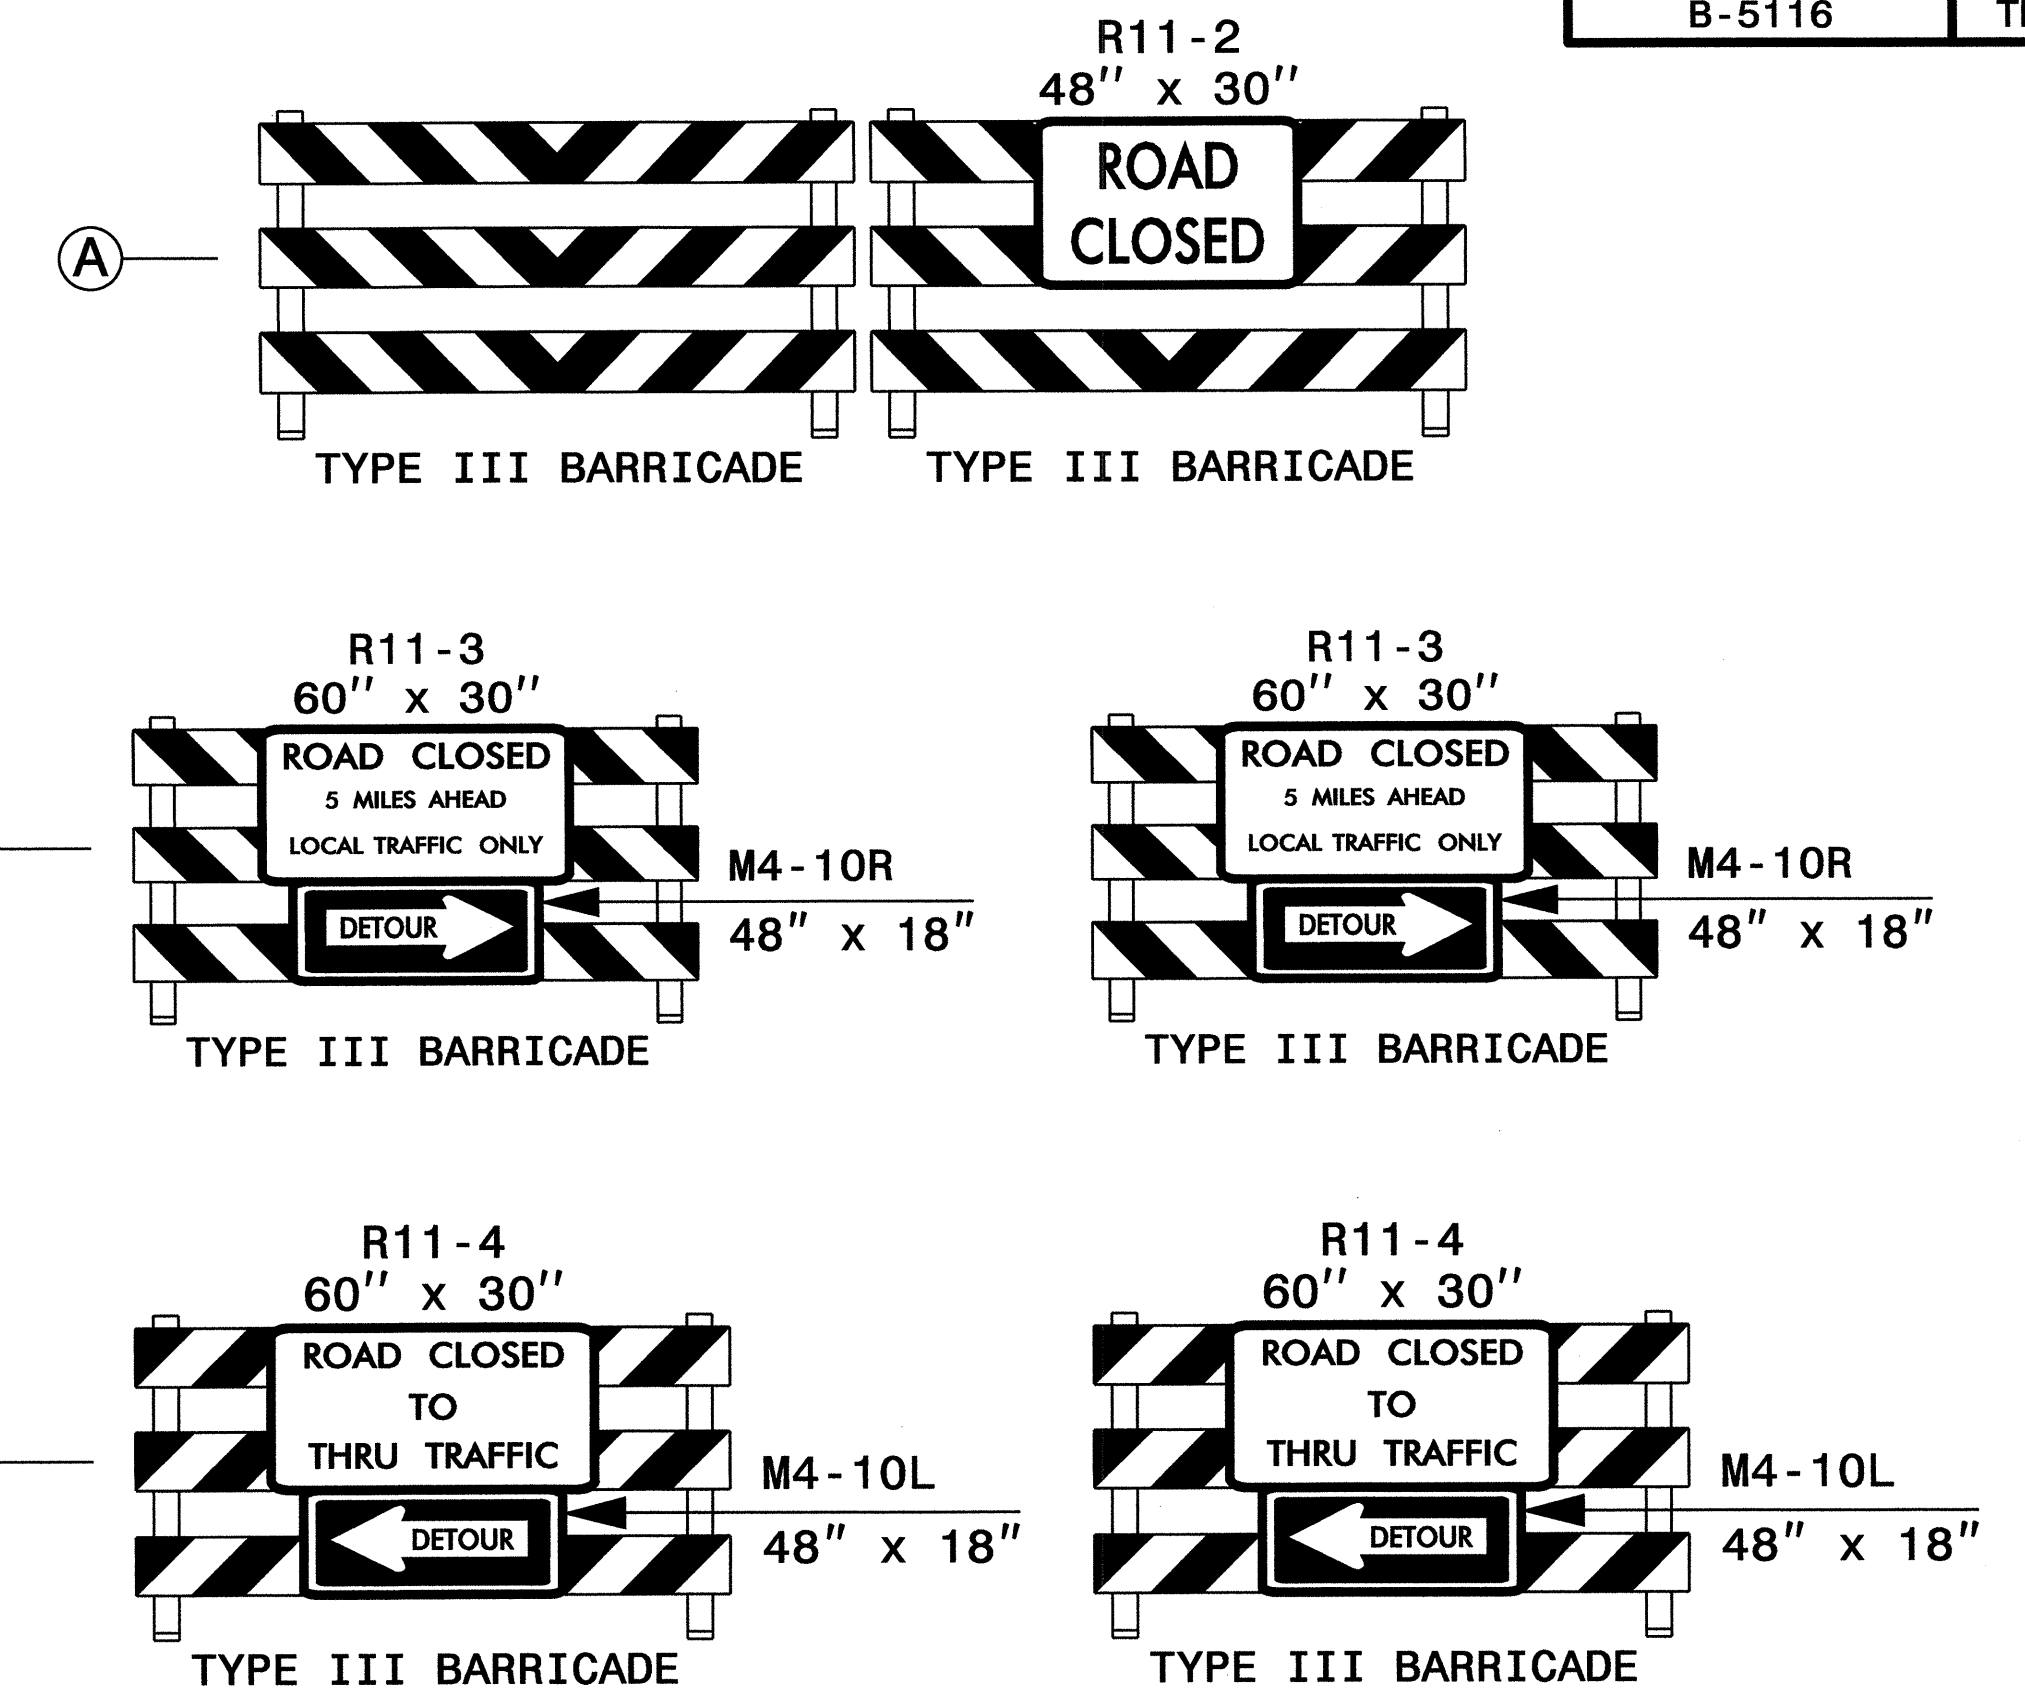 B-5116
R11-2
48" x 30"
ROAD
CLOSED
A
TYPE III BARRICADE
TYPE III BARRICADE
R11-3
60" x 30"
ROAD CLOSED
5 MILES AHEAD
LOCAL TRAFFIC ONLY
M4-10R
DETOUR
48" x 18"
TYPE III BARRICADE
R11-3
60" x 30"
ROAD CLOSED
5 MILES AHEAD
LOCAL TRAFFIC ONLY
M4-10R
DETOUR
48" x 18"
TYPE III BARRICADE
R11-4
60" x 30"
ROAD CLOSED
TO
THRU TRAFFIC
M4-10L
DETOUR
48" x 18"
TYPE III BARRICADE
R11-4
60" x 30"
ROAD CLOSED
TO
THRU TRAFFIC
M4-10L
DETOUR
48" x 18"
TYPE III BARRICADE